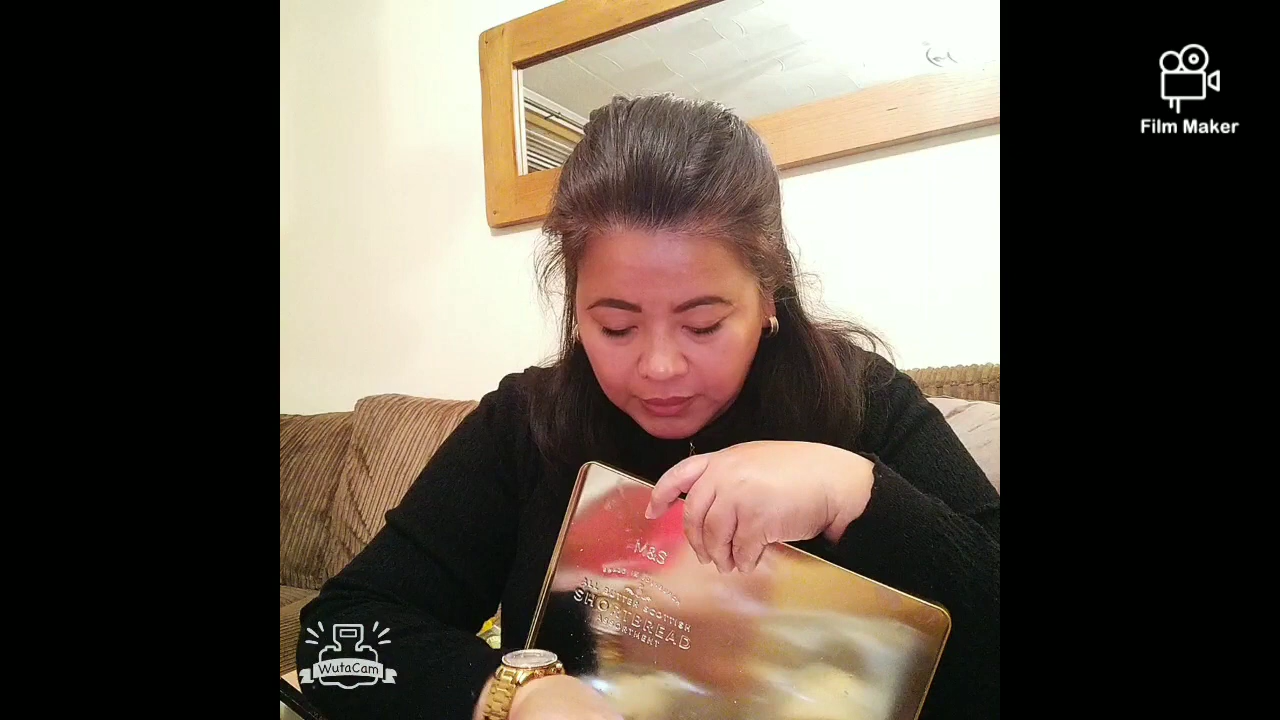 Film Maker
M&S
ALL BUTTER SCOTTISH
SHORTBREAD
ASSORTMENT
WutaCam